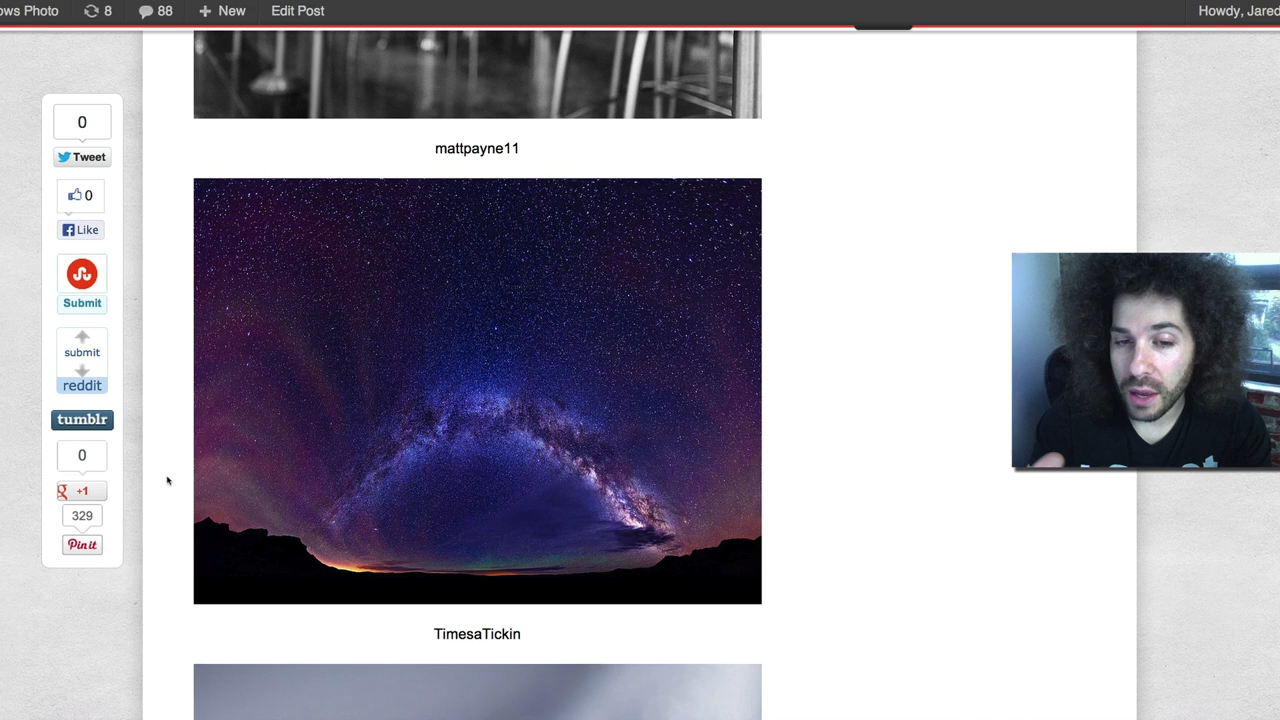 ows Photo 8 88 New Edit Post Howdy, Jared
0
Tweet
0
Like
Submit
submit
reddit
tumblr
0
+1
329
Pin it
mattpayne11
TimesaTickin